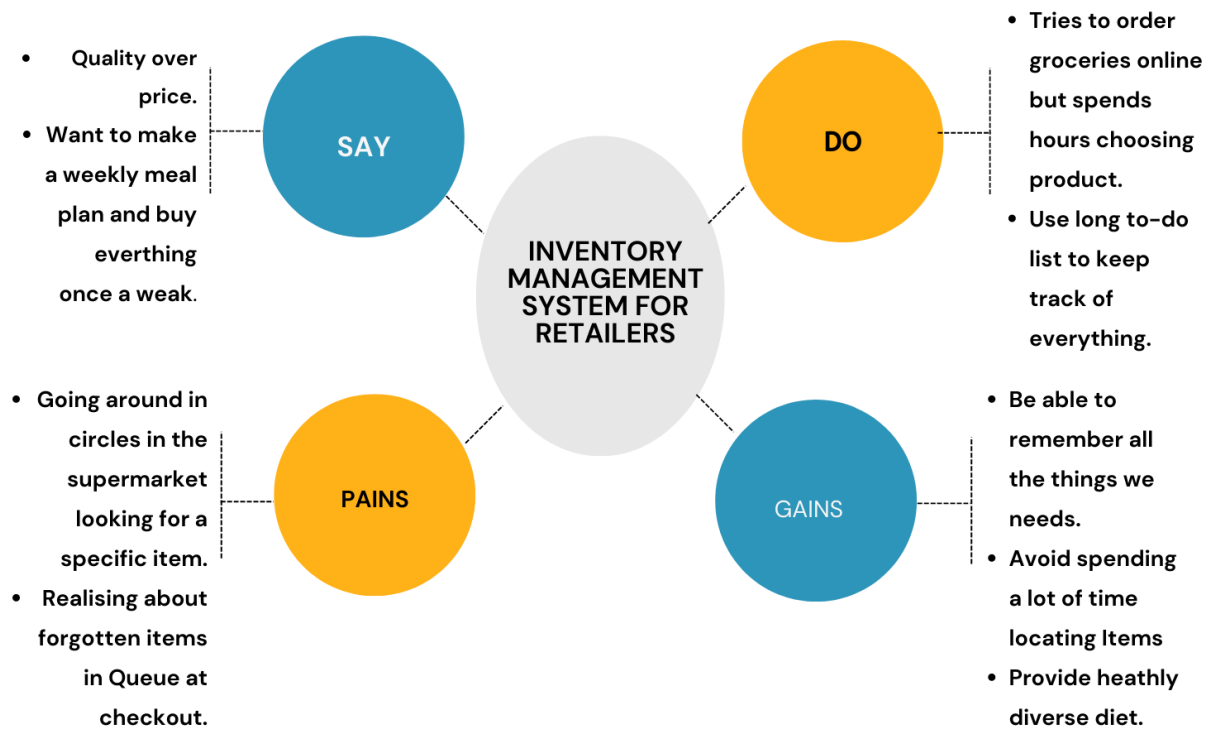 • Quality over
price.
• Want to make
a weekly meal
plan and buy
everthing
once a weak.
SAY
DO
• Tries to order
groceries online
but spends
hours choosing
product.
• Use long to-do
list to keep
track of
everything.
INVENTORY
MANAGEMENT
SYSTEM FOR
RETAILERS
• Going around in
circles in the
supermarket
looking for a
specific item.
• Realising about
forgotten items
in Queue at
checkout.
PAINS
GAINS
• Be able to
remember all
the things we
needs.
• Avoid spending
a lot of time
locating Items
• Provide heathly
diverse diet.